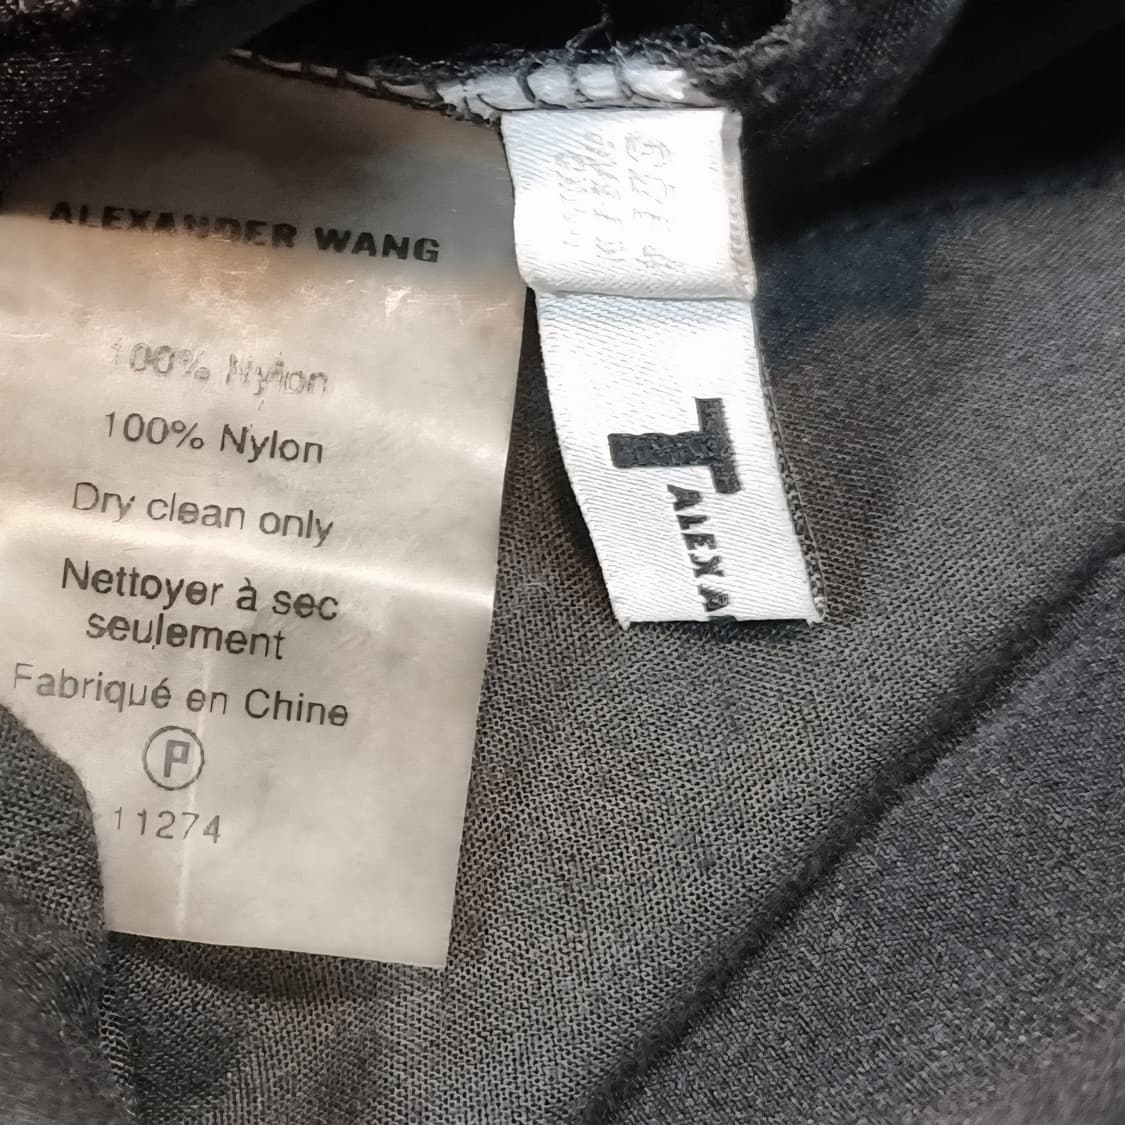 ALEXANDER WANG
100% Nylon
100% Nylon
Dry clean only
Nettoyer à sec
seulement
Fabriqué en Chine
P
11274
T
ALEXA